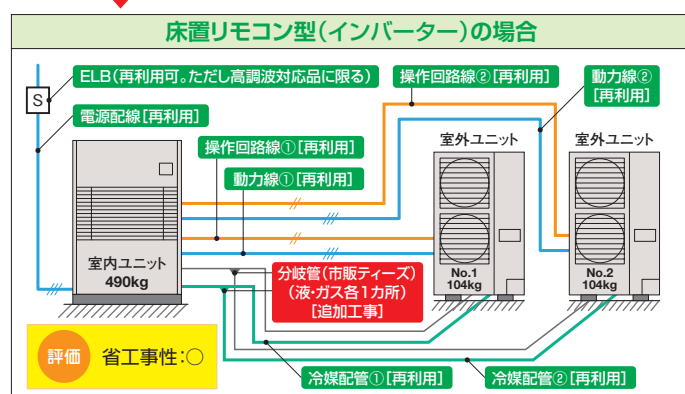 床置リモコン型(インバーター)の場合
ELB(再利用可。ただし高調波対応品に限る)
S
電源配線[再利用]
操作回路線②[再利用]
動力線②
[再利用]
操作回路線①[再利用]
動力線①[再利用]
室外ユニット
室外ユニット
室内ユニット
490kg
分岐管(市販ティーズ)
(液・ガス各1カ所)
[追加工事]
No.1
104kg
No.2
104kg
評価
省工事性:○
冷媒配管①[再利用]
冷媒配管②[再利用]